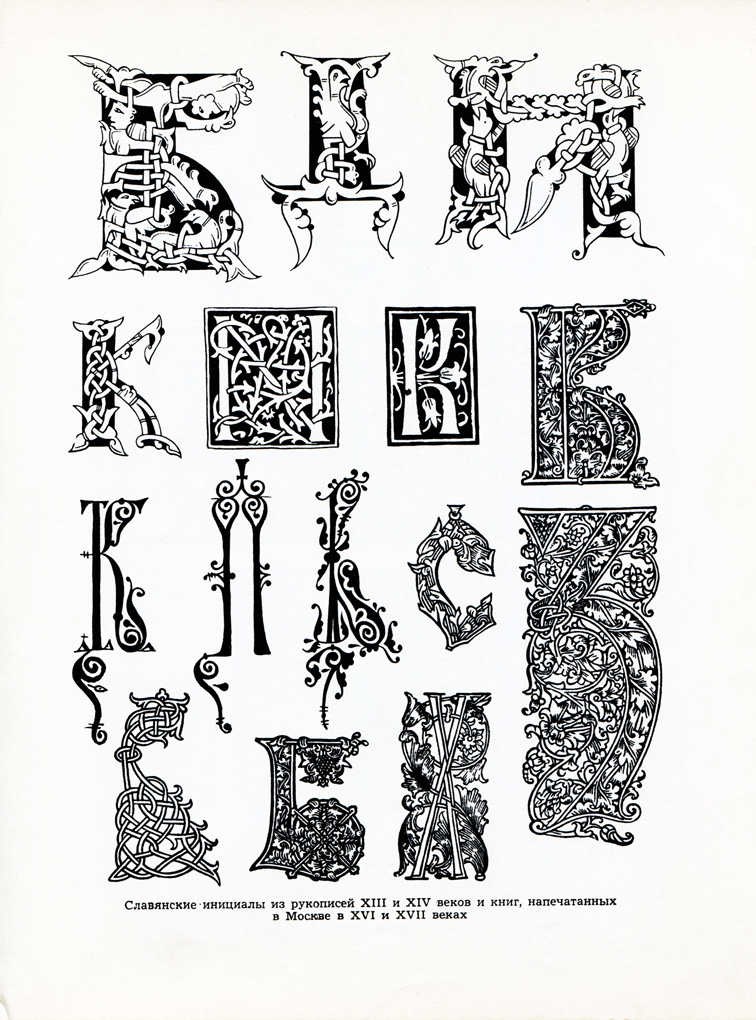 Б Д И
К И К В
К П К С З
Б Б Ж
Славянские инициалы из рукописей XIII и XIV веков и книг, напечатанных
в Москве в XVI и XVII веках